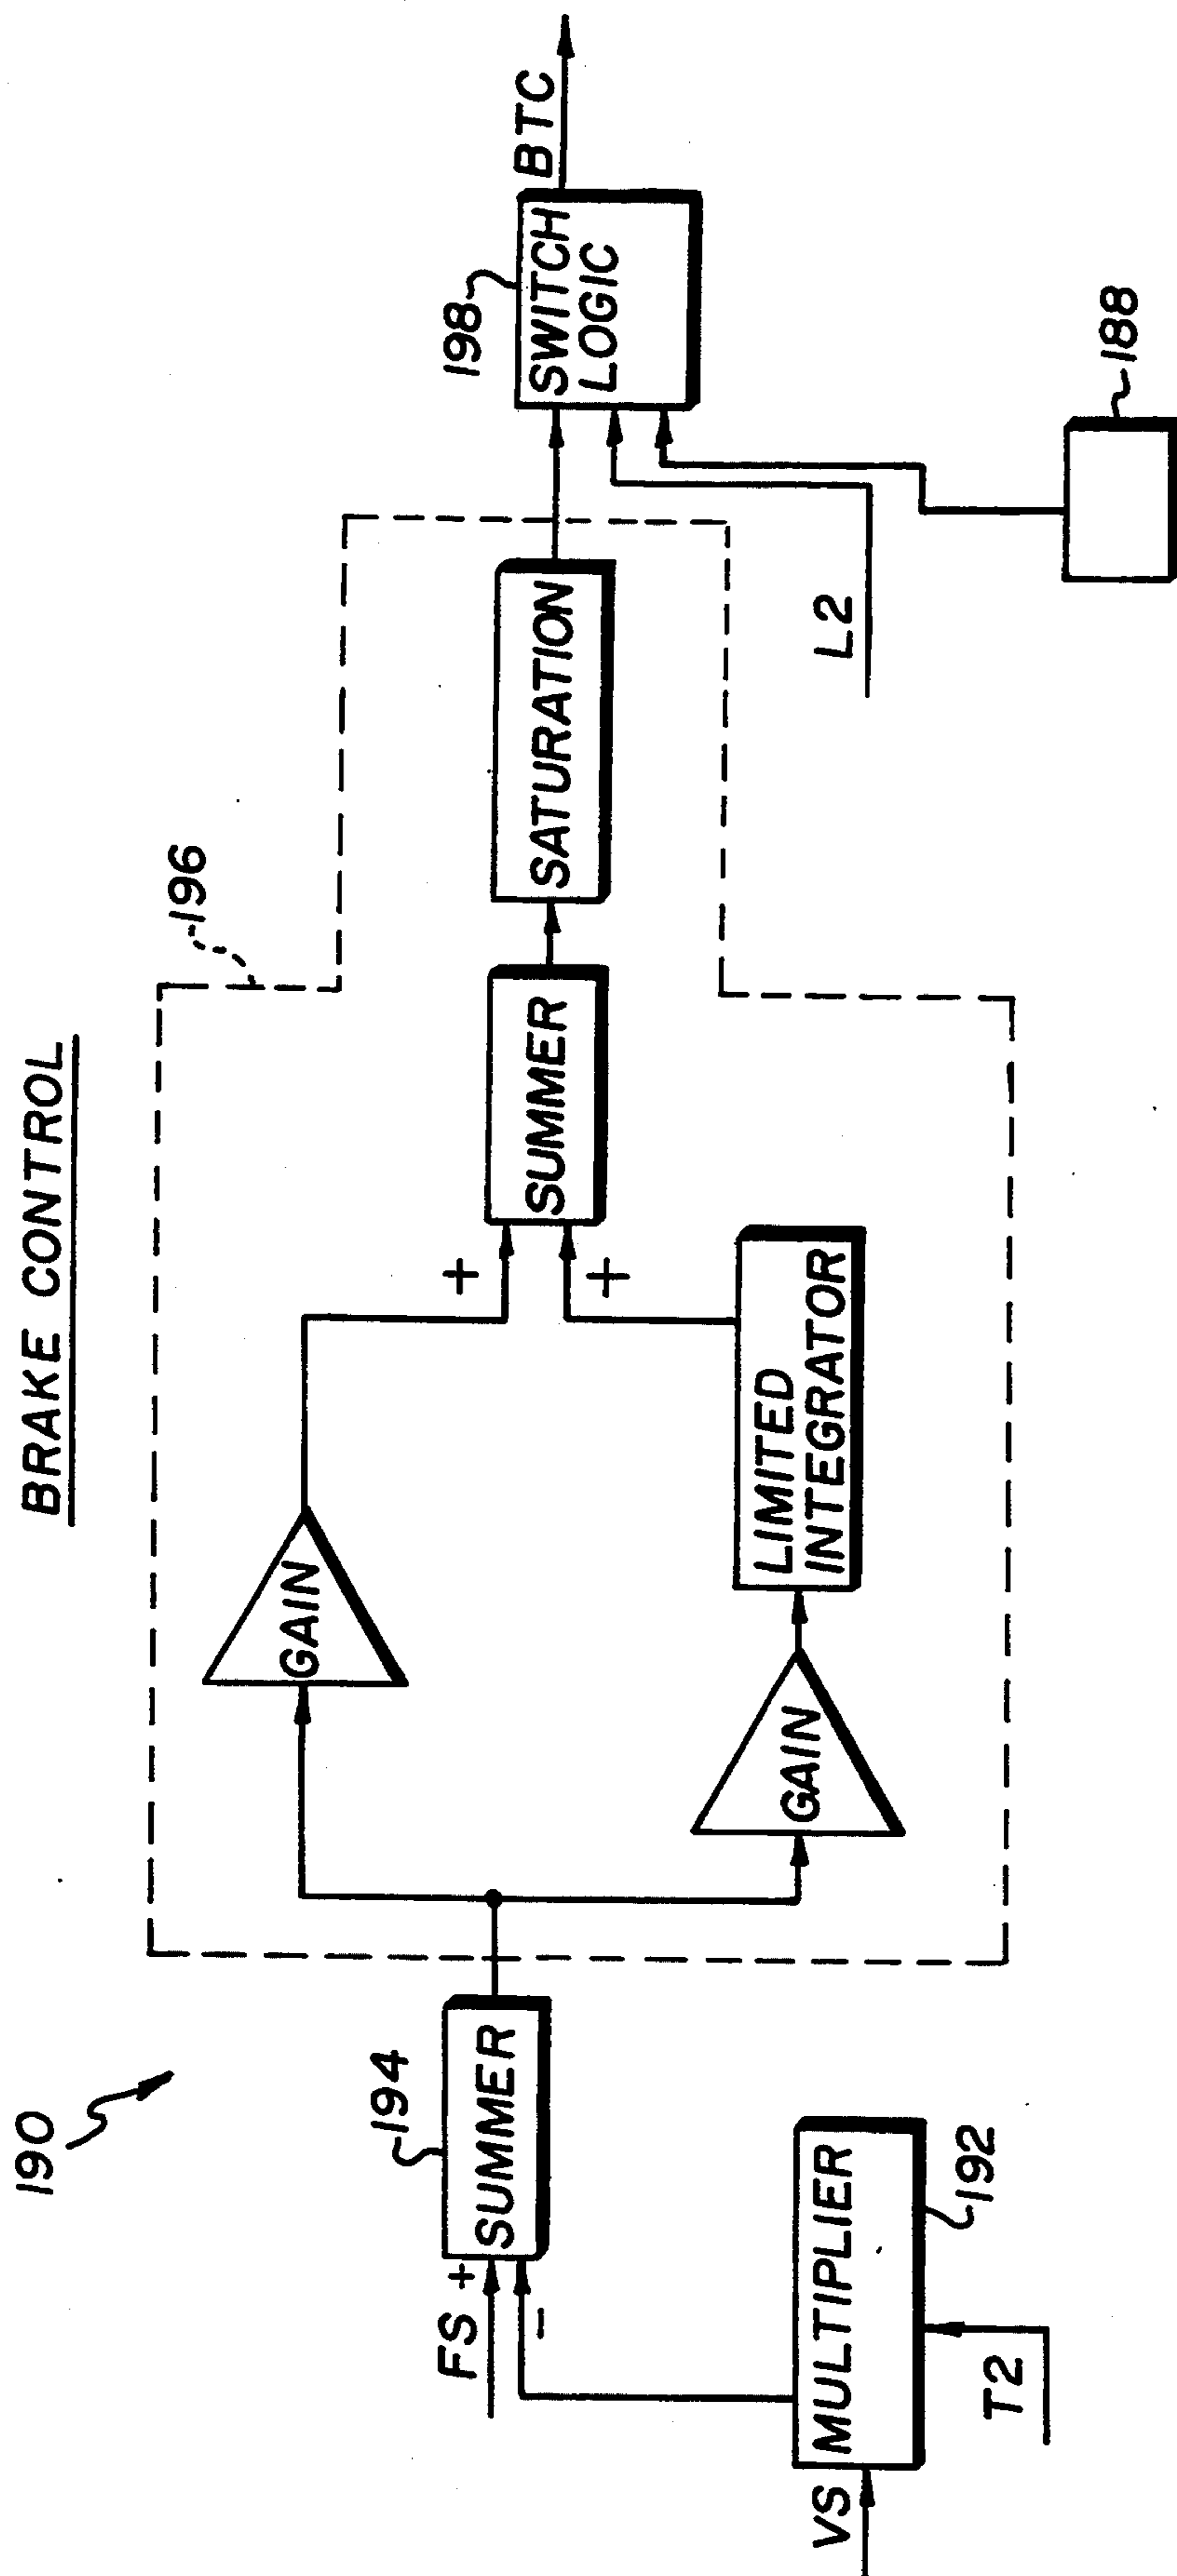 BRAKE CONTROL
190
196
GAIN
198
SWITCH
LOGIC
BTC
194
SUMMER
FS
+
-
+
+
SUMMER
SATURATION
GAIN
LIMITED
INTEGRATOR
L2
188
VS
MULTIPLIER
192
T2